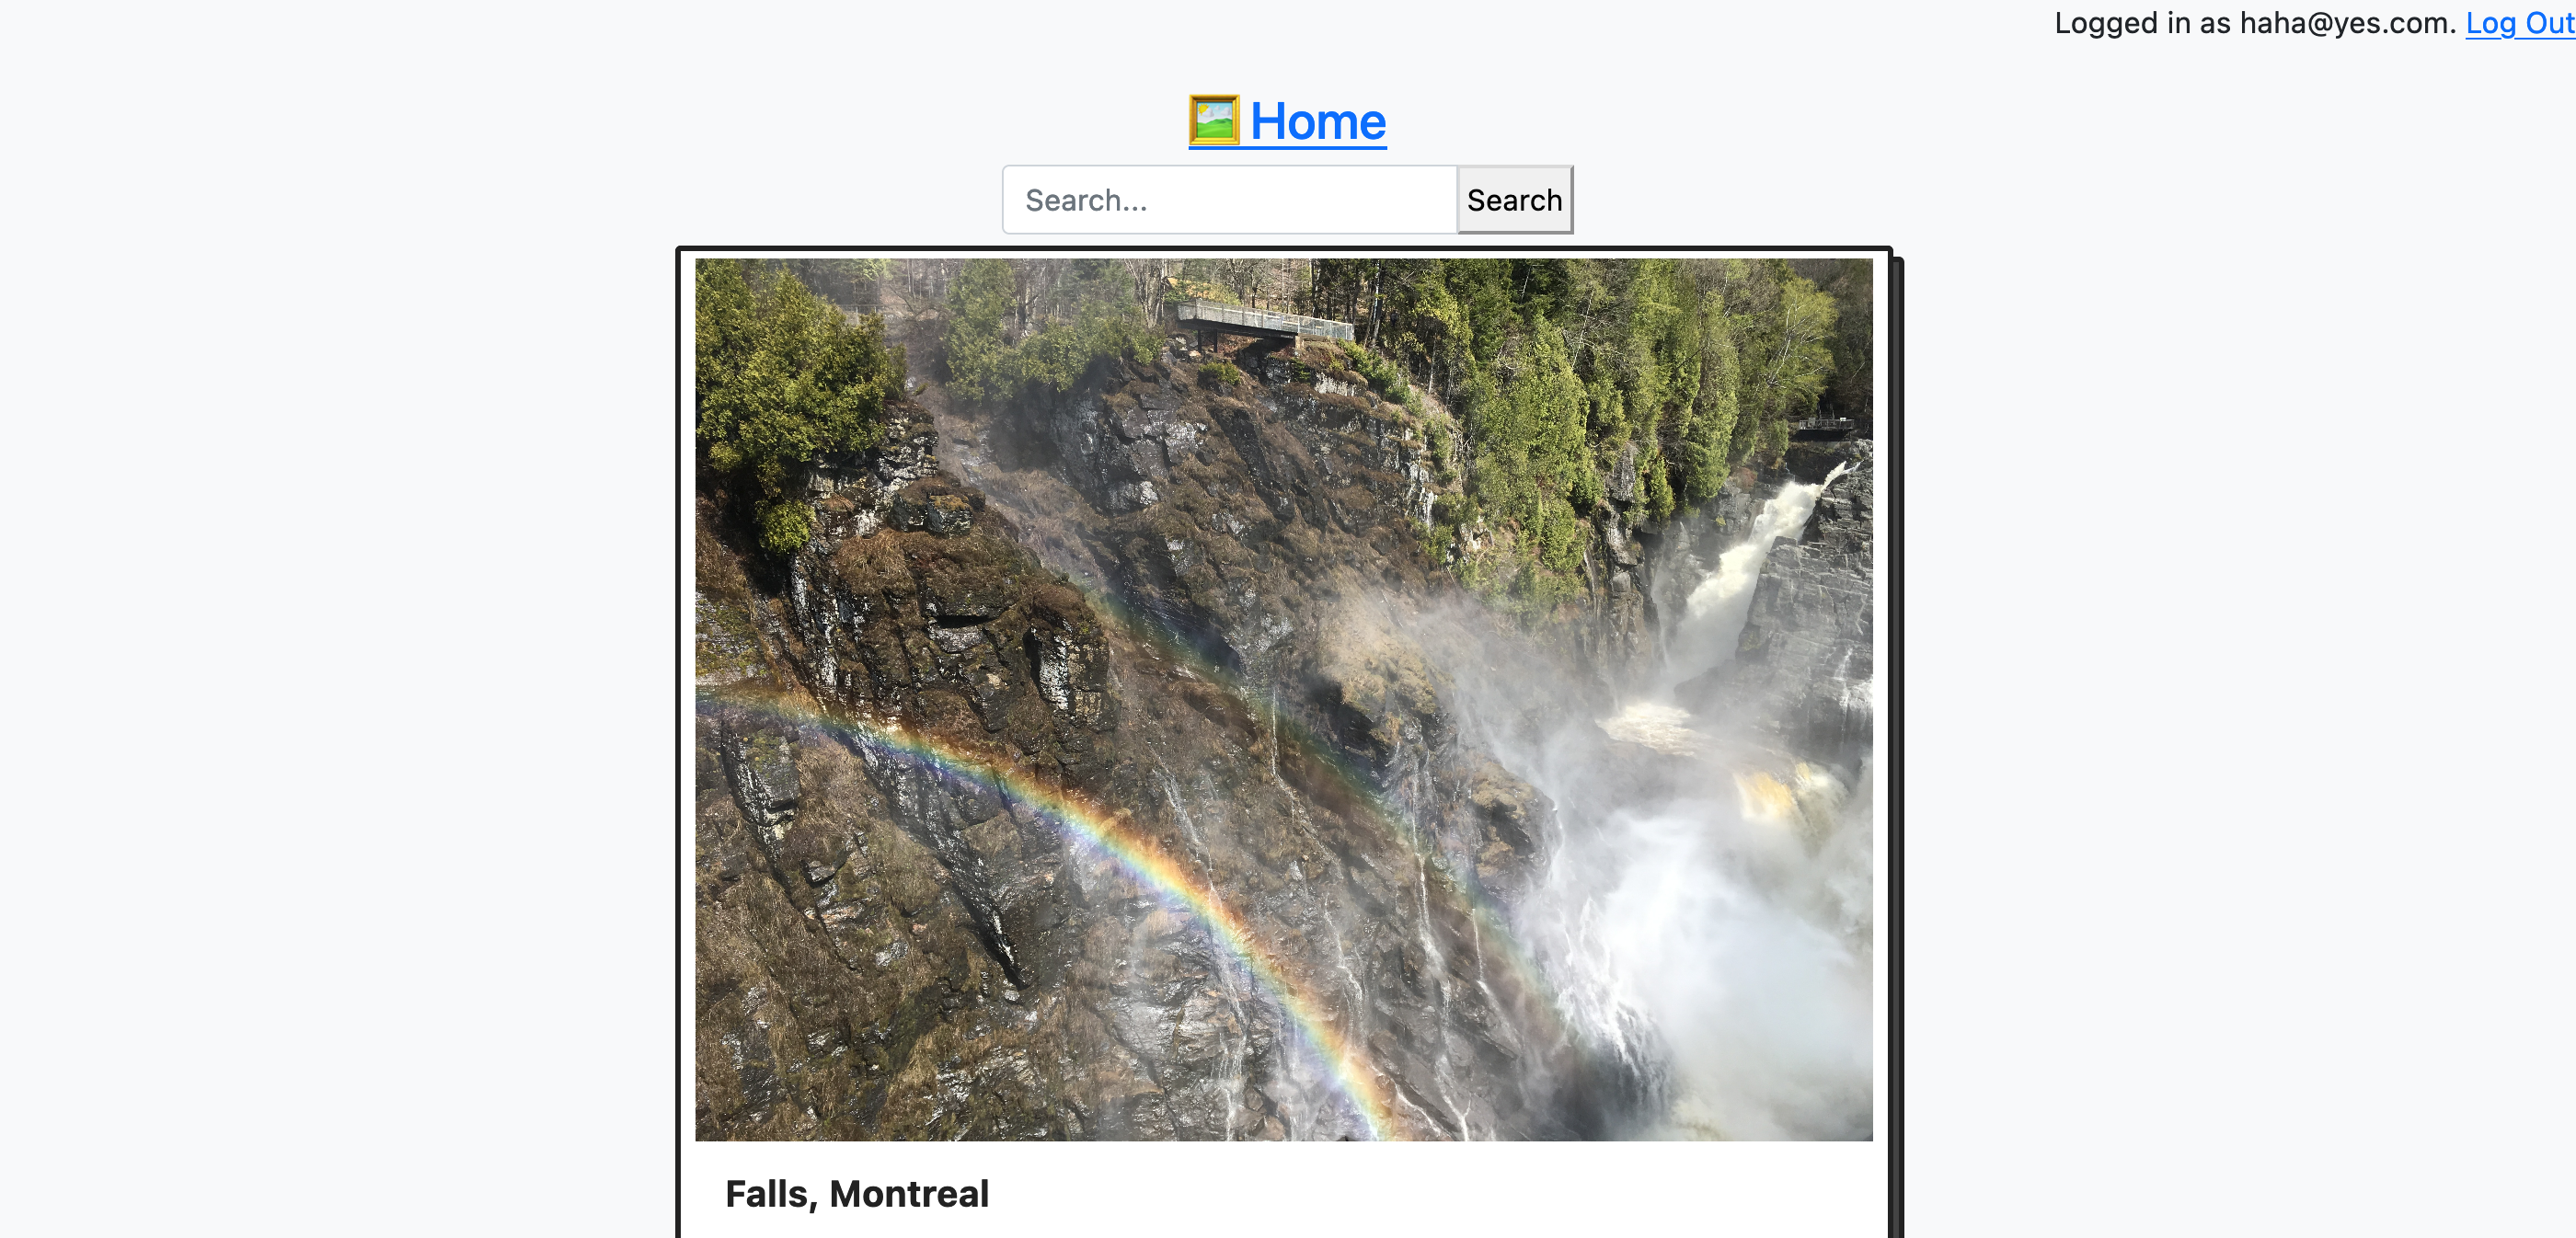 Logged in as haha@yes.com. Log Out
Home
Search...
Search
Falls, Montreal